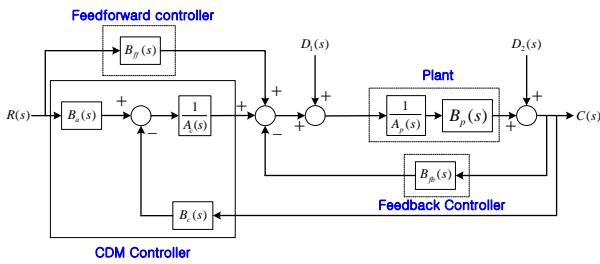 Feedforward controller
B_ff(s)
D_1(s)
D_2(s)
Plant
R(s)
B_a(s)
+
−
1
A_c(s)
+
+
−
+
+
+
1
A_p(s)
B_p(s)
+
+
C(s)
B_fb(s)
Feedback Controller
B_c(s)
CDM Controller